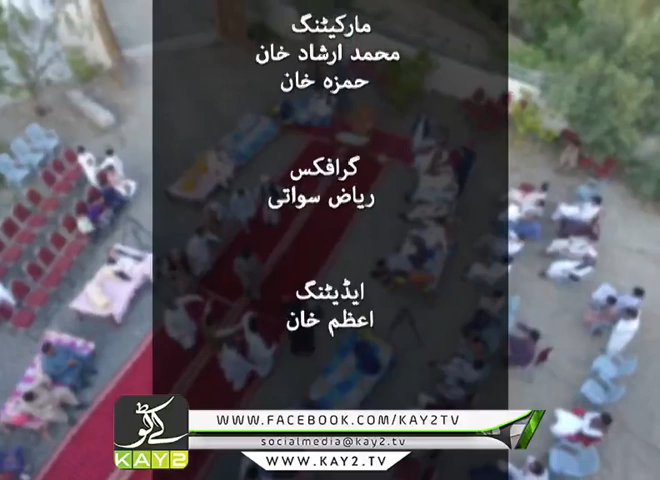 مارکیٹنگ
محمد ارشاد خان
حمزہ خان
گرافکس
ریاض سواتی
ایڈیٹنگ
اعظم خان
کے ٹو
KAY2
WWW.FACEBOOK.COM/KAY2TV
socialmedia@kay2.tv
WWW.KAY2.TV